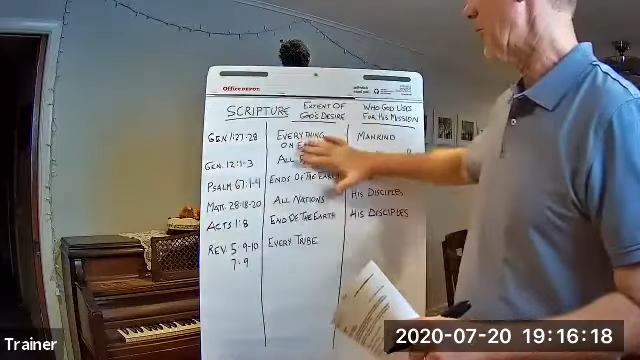 Office DEPOT
SCRIPTURE
EXTENT OF
GOD'S DESIRE
WHO GOD USES
FOR HIS MISSION
GEN 1:27-28
EVERYTHING
ON
MANKIND
GEN. 12:1-3
ALL
PSALM 67:1-4
ENDS OF THE EARTH
MATT. 28:18-20
ALL NATIONS
HIS DISCIPLES
ACTS 1:8
END OF THE EARTH
HIS DISCIPLES
REV. 5:9-10
7:9
EVERY TRIBE
Trainer
2020-07-20 19:16:18